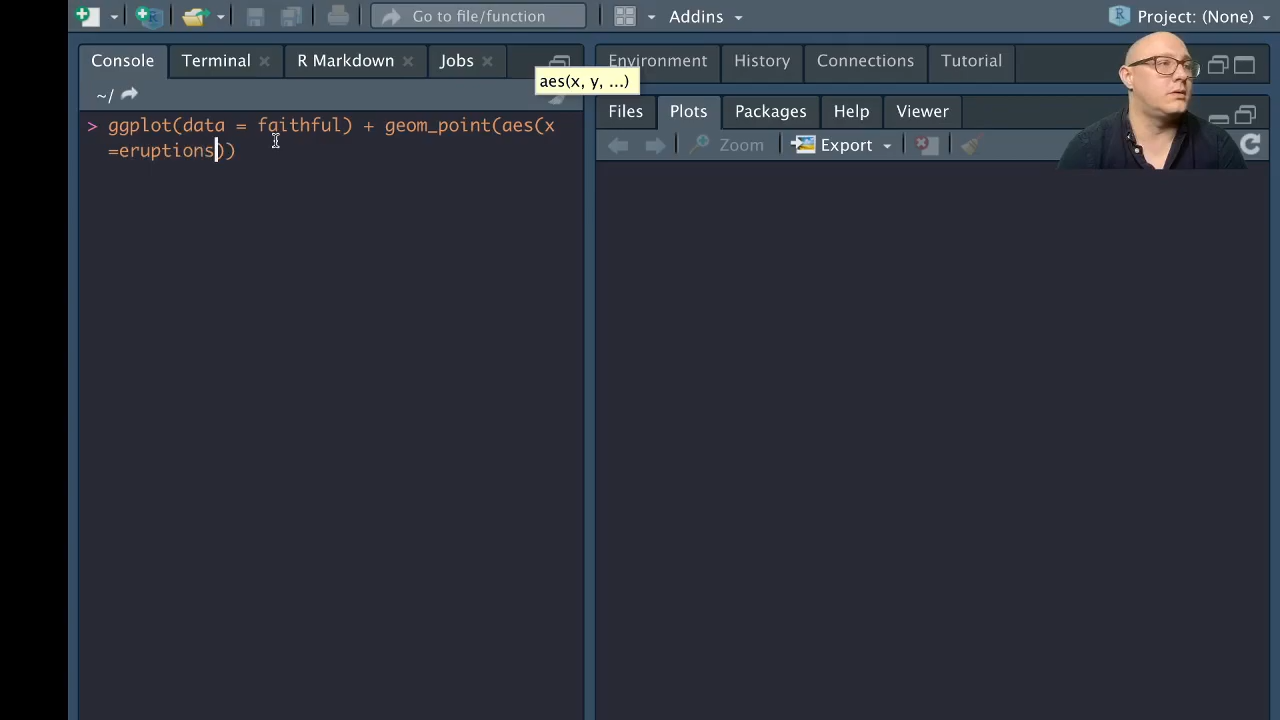 Go to file/function
Addins
Project: (None)
Console
Terminal
R Markdown
Jobs
aes(x, y, ...)
Environment
History
Connections
Tutorial
~/
Files
Plots
Packages
Help
Viewer
Zoom
Export
> ggplot(data = faithful) + geom_point(aes(x
=eruptions))